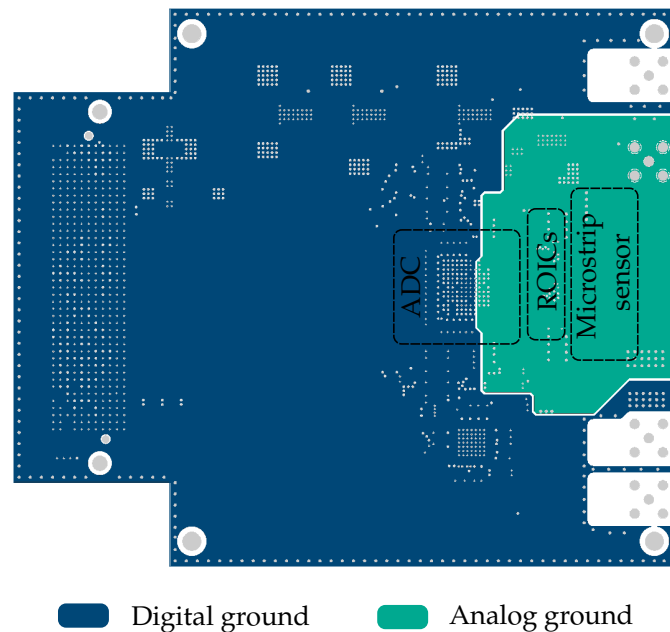 ADC
ROICs
Microstrip
sensor
Digital ground
Analog ground